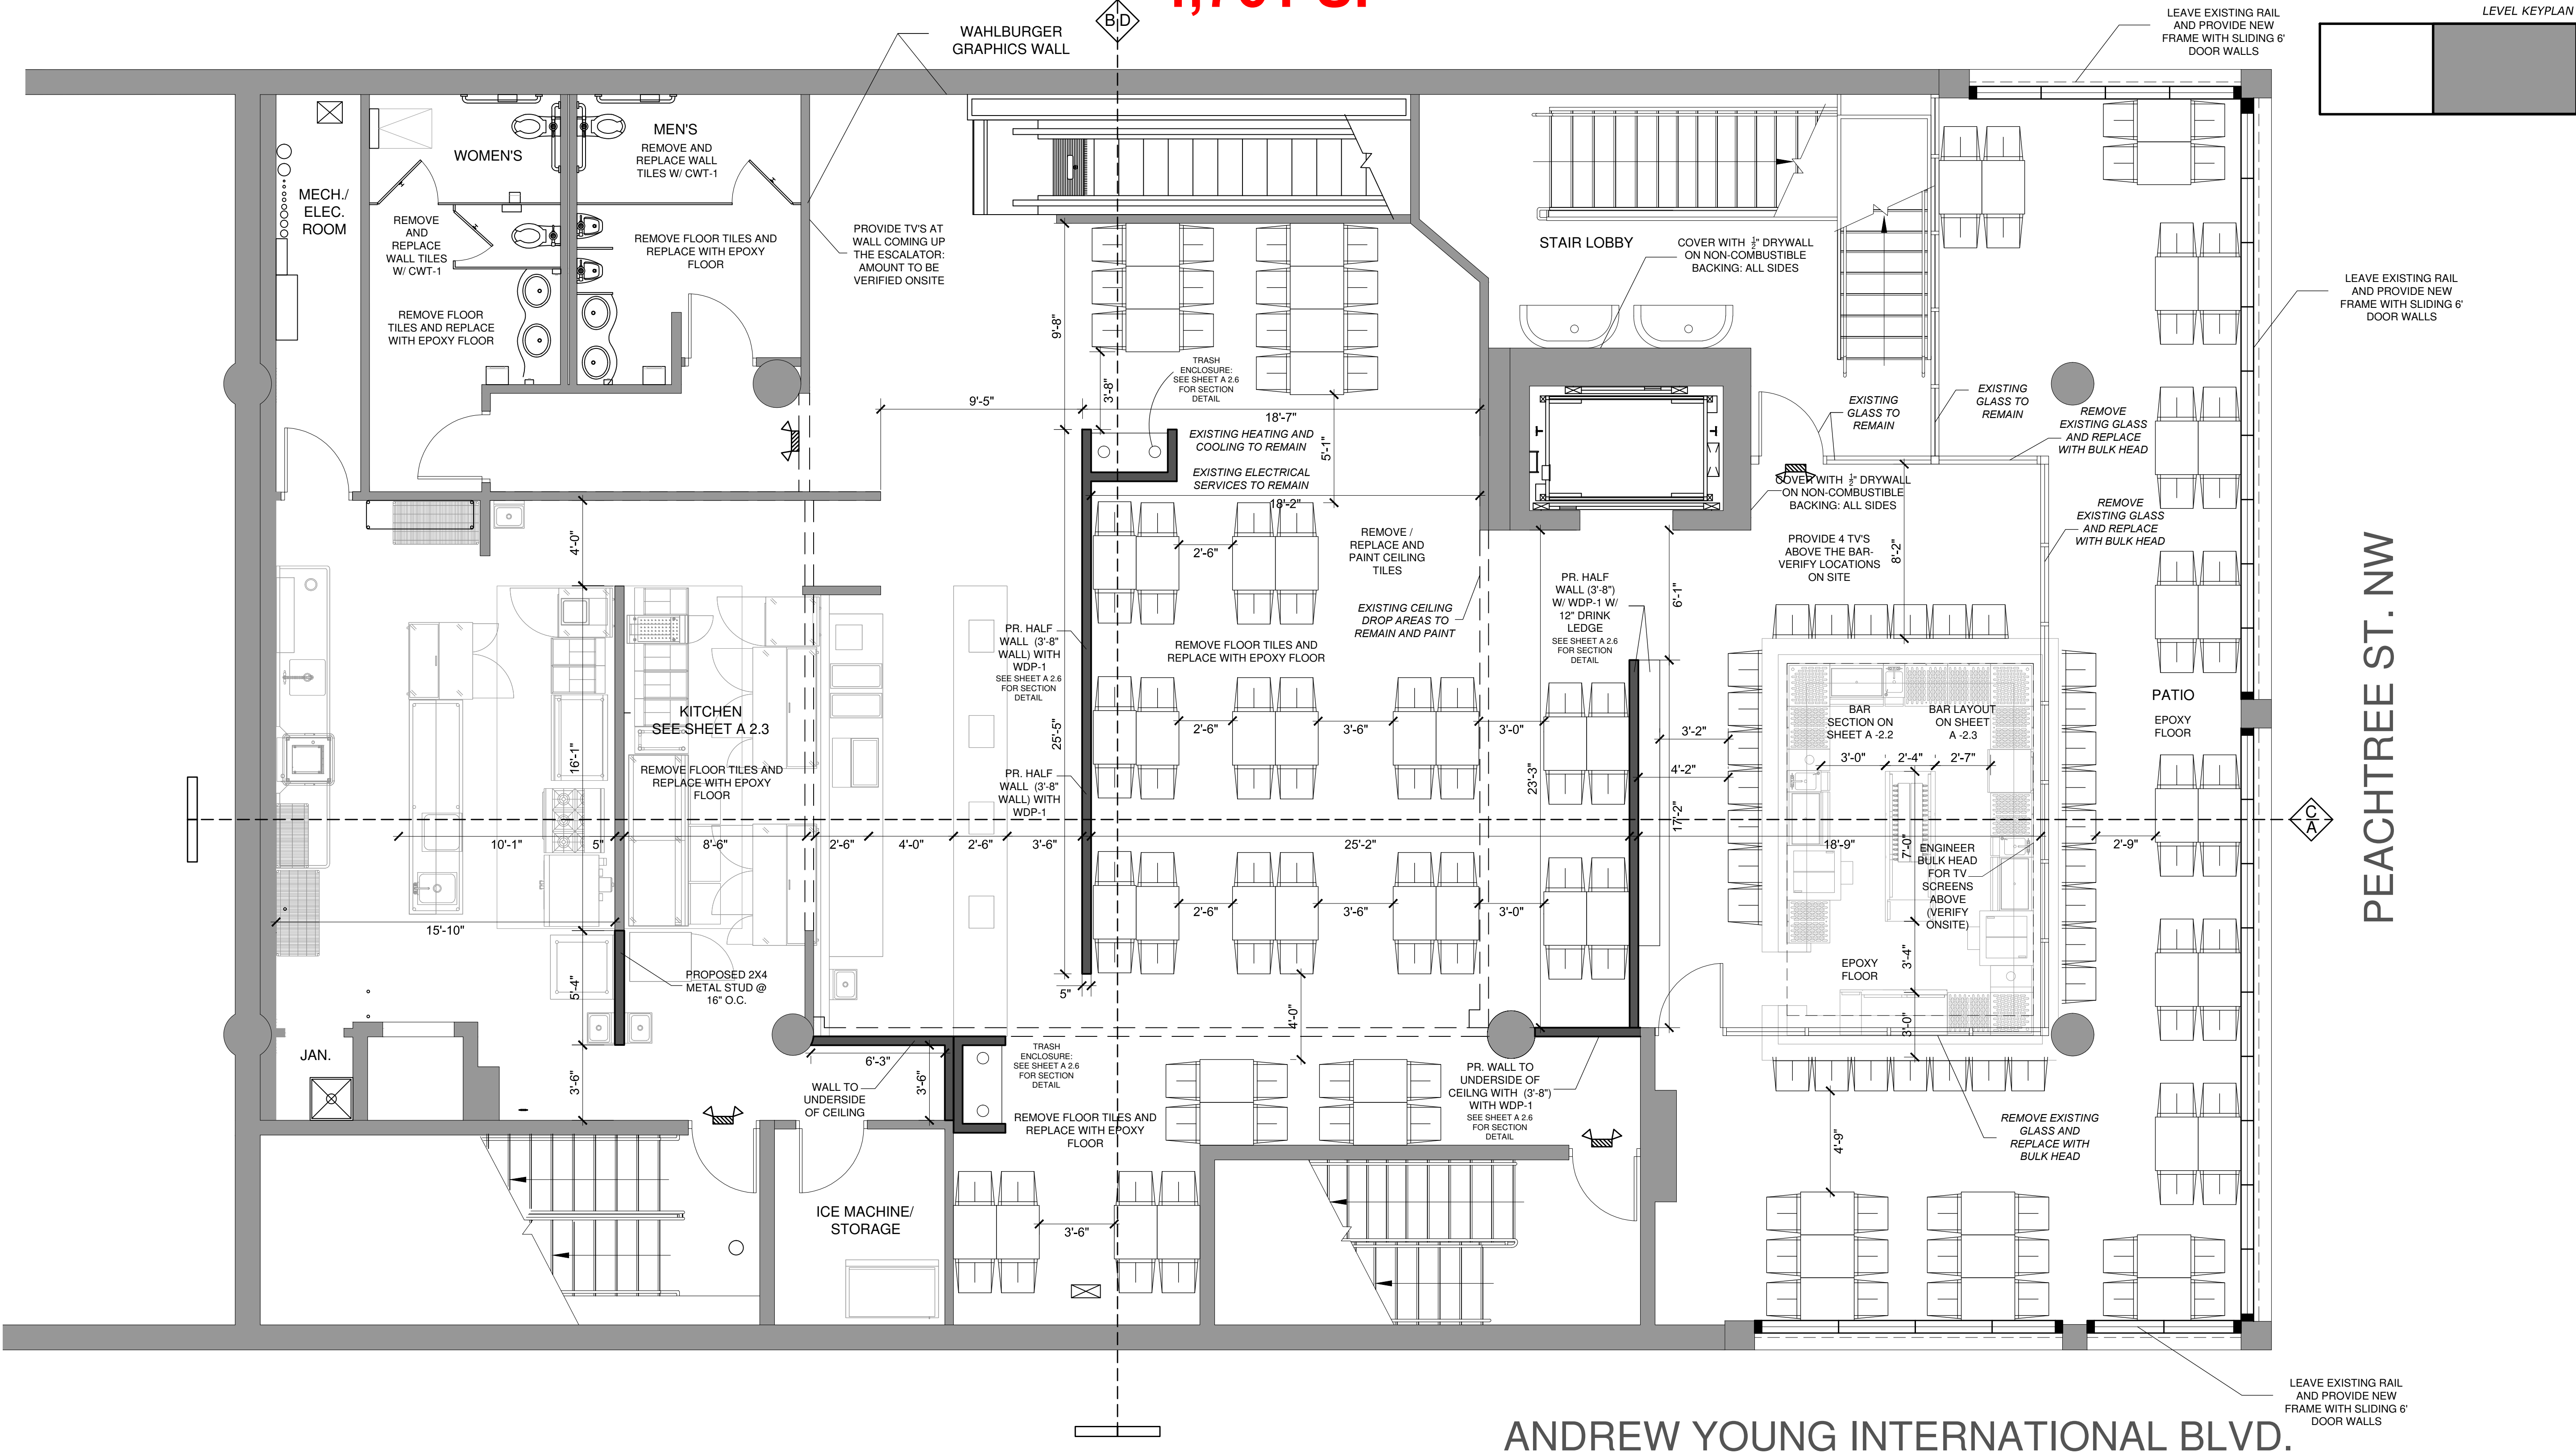 LEVEL KEYPLAN
WAHLBURGER
GRAPHICS WALL
B
D
LEAVE EXISTING RAIL
AND PROVIDE NEW
FRAME WITH SLIDING 6'
DOOR WALLS
MECH./
ELEC.
ROOM
WOMEN'S
REMOVE
AND
REPLACE
WALL TILES
W/ CWT-1
REMOVE FLOOR
TILES AND REPLACE
WITH EPOXY FLOOR
MEN'S
REMOVE AND
REPLACE WALL
TILES W/ CWT-1
REMOVE FLOOR TILES AND
REPLACE WITH EPOXY
FLOOR
PROVIDE TV'S AT
WALL COMING UP
THE ESCALATOR:
AMOUNT TO BE
VERIFIED ONSITE
9'-8"
3'-8"
TRASH
ENCLOSURE:
SEE SHEET A 2.6
FOR SECTION
DETAIL
9'-5"
18'-7"
EXISTING HEATING AND
COOLING TO REMAIN
EXISTING ELECTRICAL
SERVICES TO REMAIN
5'-1"
18'-2"
STAIR LOBBY
COVER WITH ½" DRYWALL
ON NON-COMBUSTIBLE
BACKING: ALL SIDES
EXISTING
GLASS TO
REMAIN
EXISTING
GLASS TO
REMAIN
REMOVE
EXISTING GLASS
AND REPLACE
WITH BULK HEAD
LEAVE EXISTING RAIL
AND PROVIDE NEW
FRAME WITH SLIDING 6'
DOOR WALLS
COVER WITH ½" DRYWALL
ON NON-COMBUSTIBLE
BACKING: ALL SIDES
REMOVE
EXISTING GLASS
AND REPLACE
WITH BULK HEAD
PROVIDE 4 TV'S
ABOVE THE BAR-
VERIFY LOCATIONS
ON SITE
8'-2"
4'-0"
2'-6"
REMOVE /
REPLACE AND
PAINT CEILING
TILES
EXISTING CEILING
DROP AREAS TO
REMAIN AND PAINT
PR. HALF
WALL (3'-8")
W/ WDP-1 W/
12" DRINK
LEDGE
SEE SHEET A 2.6
FOR SECTION
DETAIL
6'-1"
PR. HALF
WALL (3'-8"
WALL) WITH
WDP-1
SEE SHEET A 2.6
FOR SECTION
DETAIL
REMOVE FLOOR TILES AND
REPLACE WITH EPOXY FLOOR
KITCHEN
SEE SHEET A 2.3
REMOVE FLOOR TILES AND
REPLACE WITH EPOXY
FLOOR
16'-1"
25'-5"
2'-6"
3'-6"
3'-0"
3'-2"
4'-2"
23'-3"
17'-2"
PR. HALF
WALL (3'-8"
WALL) WITH
WDP-1
BAR
SECTION ON
SHEET A -2.2
BAR LAYOUT
ON SHEET
A -2.3
3'-0"
2'-4"
2'-7"
PATIO
EPOXY
FLOOR
PEACHTREE ST. NW
C
A
10'-1"
5"
8'-6"
2'-6"
4'-0"
2'-6"
3'-6"
25'-2"
18'-9"
2'-9"
7'-0"
ENGINEER
BULK HEAD
FOR TV
SCREENS
ABOVE
(VERIFY
ONSITE)
15'-10"
2'-6"
3'-6"
3'-0"
PROPOSED 2X4
METAL STUD @
16" O.C.
5'-4"
5"
4'-0"
EPOXY
FLOOR
3'-4"
3'-0"
JAN.
3'-6"
6'-3"
3'-6"
WALL TO
UNDERSIDE
OF CEILING
TRASH
ENCLOSURE:
SEE SHEET A 2.6
FOR SECTION
DETAIL
REMOVE FLOOR TILES AND
REPLACE WITH EPOXY
FLOOR
PR. WALL TO
UNDERSIDE OF
CEILNG WITH (3'-8")
WITH WDP-1
SEE SHEET A 2.6
FOR SECTION
DETAIL
REMOVE EXISTING
GLASS AND
REPLACE WITH
BULK HEAD
4'-9"
ICE MACHINE/
STORAGE
3'-6"
LEAVE EXISTING RAIL
AND PROVIDE NEW
FRAME WITH SLIDING 6'
DOOR WALLS
ANDREW YOUNG INTERNATIONAL BLVD.